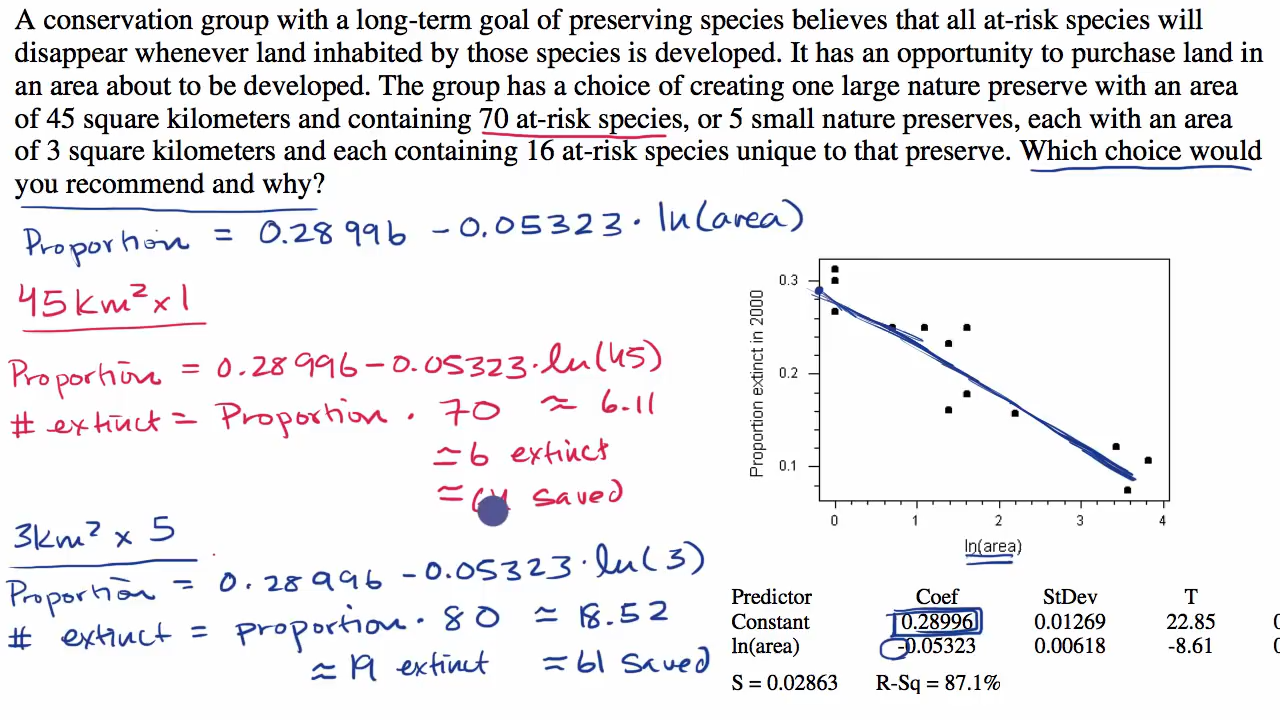 A conservation group with a long-term goal of preserving species believes that all at-risk species will
disappear whenever land inhabited by those species is developed. It has an opportunity to purchase land in
an area about to be developed. The group has a choice of creating one large nature preserve with an area
of 45 square kilometers and containing 70 at-risk species, or 5 small nature preserves, each with an area
of 3 square kilometers and each containing 16 at-risk species unique to that preserve. Which choice would
you recommend and why?
Proportion = 0.28996 - 0.05323 · ln(area)
45 km² x 1
Proportion = 0.28996 - 0.05323 · ln(45)
# extinct = Proportion · 70 ≈ 6.11
≈ 6 extinct
≈ saved
3km² x 5
Proportion = 0.28996 - 0.05323 · ln(3)
# extinct = proportion · 80 ≈ 18.52
≈ 19 extinct ≈ 61 saved
Proportion extinct in 2000
0.3
0.2
0.1
0 1 2 3 4
ln(area)
Predictor Coef StDev T
Constant 0.28996 0.01269 22.85 0
ln(area) -0.05323 0.00618 -8.61 0
S = 0.02863 R-Sq = 87.1%